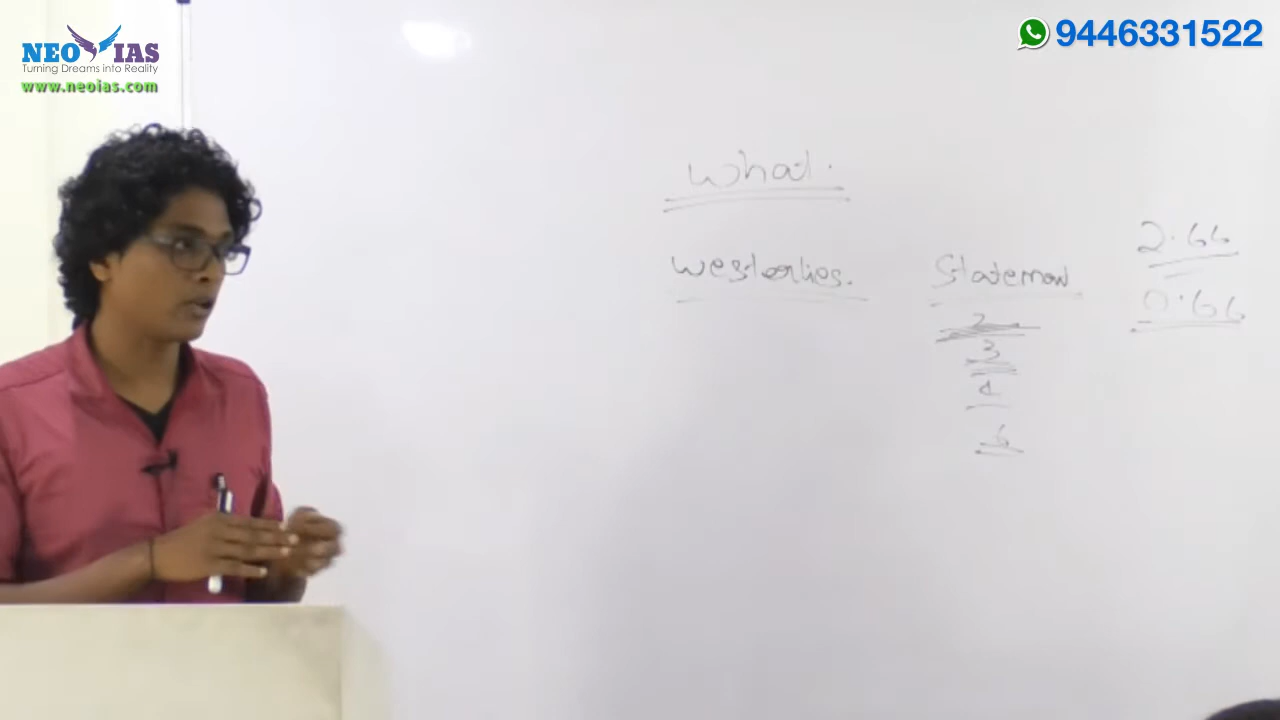 NEO IAS
Turning Dreams into Reality
www.neoias.com
9446331522
What.
westerlies.
Statement
2
3
4
6
2.66
0.66